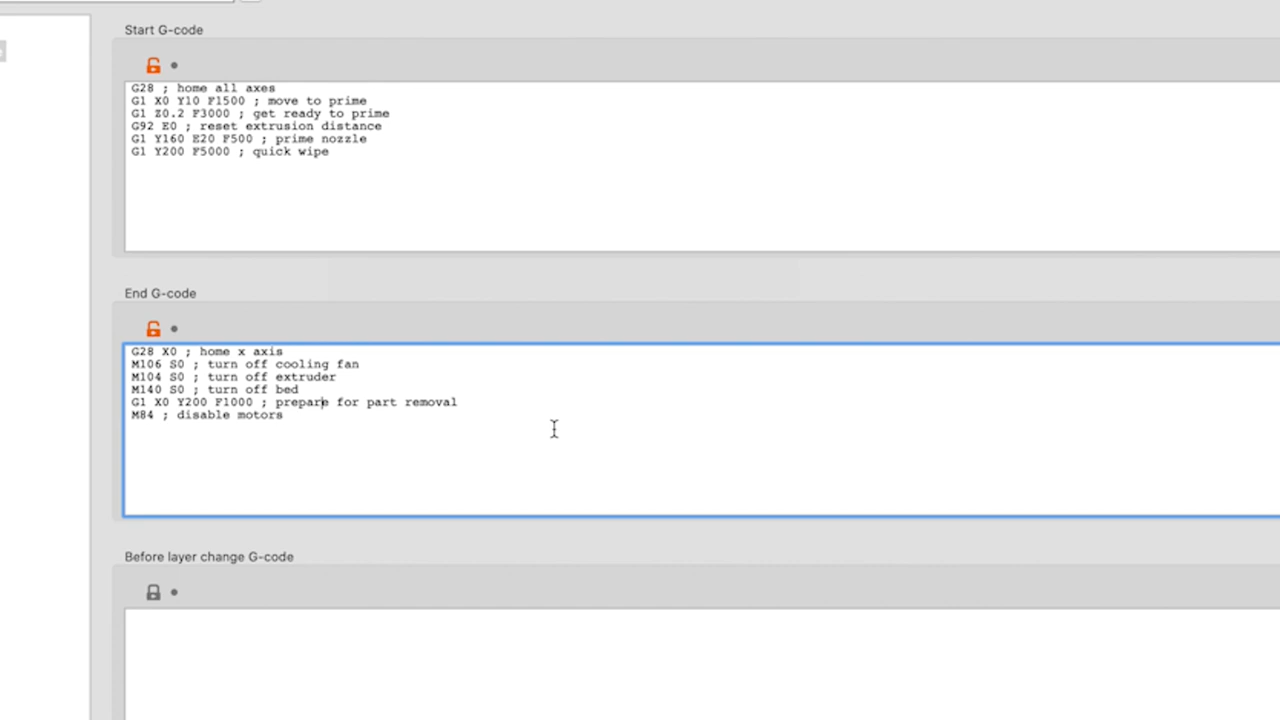 Start G-code
G28 ; home all axes
G1 X0 Y10 F1500 ; move to prime
G1 Z0.2 F3000 ; get ready to prime
G92 E0 ; reset extrusion distance
G1 Y160 E20 F500 ; prime nozzle
G1 Y200 F5000 ; quick wipe
End G-code
G28 X0 ; home x axis
M106 S0 ; turn off cooling fan
M104 S0 ; turn off extruder
M140 S0 ; turn off bed
G1 X0 Y200 F1000 ; prepare for part removal
M84 ; disable motors
Before layer change G-code